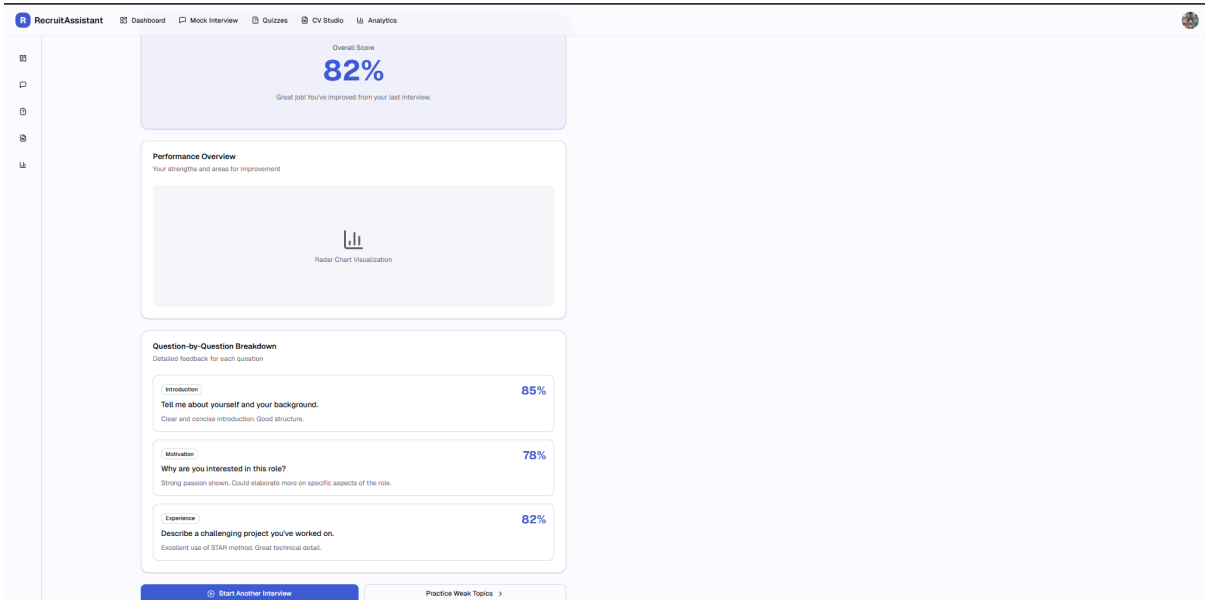 R RecruitAssistant Dashboard Mock Interview Quizzes CV Studio Analytics
Overall Score
82%
Great job! You've improved from your last interview.
Performance Overview
Your strengths and areas for improvement
Radar Chart Visualization
Question-by-Question Breakdown
Detailed feedback for each question
Introduction 85%
Tell me about yourself and your background.
Clear and concise introduction. Good structure.
Motivation 78%
Why are you interested in this role?
Strong passion shown. Could elaborate more on specific aspects of the role.
Experience 82%
Describe a challenging project you've worked on.
Excellent use of STAR method. Great technical detail.
Start Another Interview Practice Weak Topics